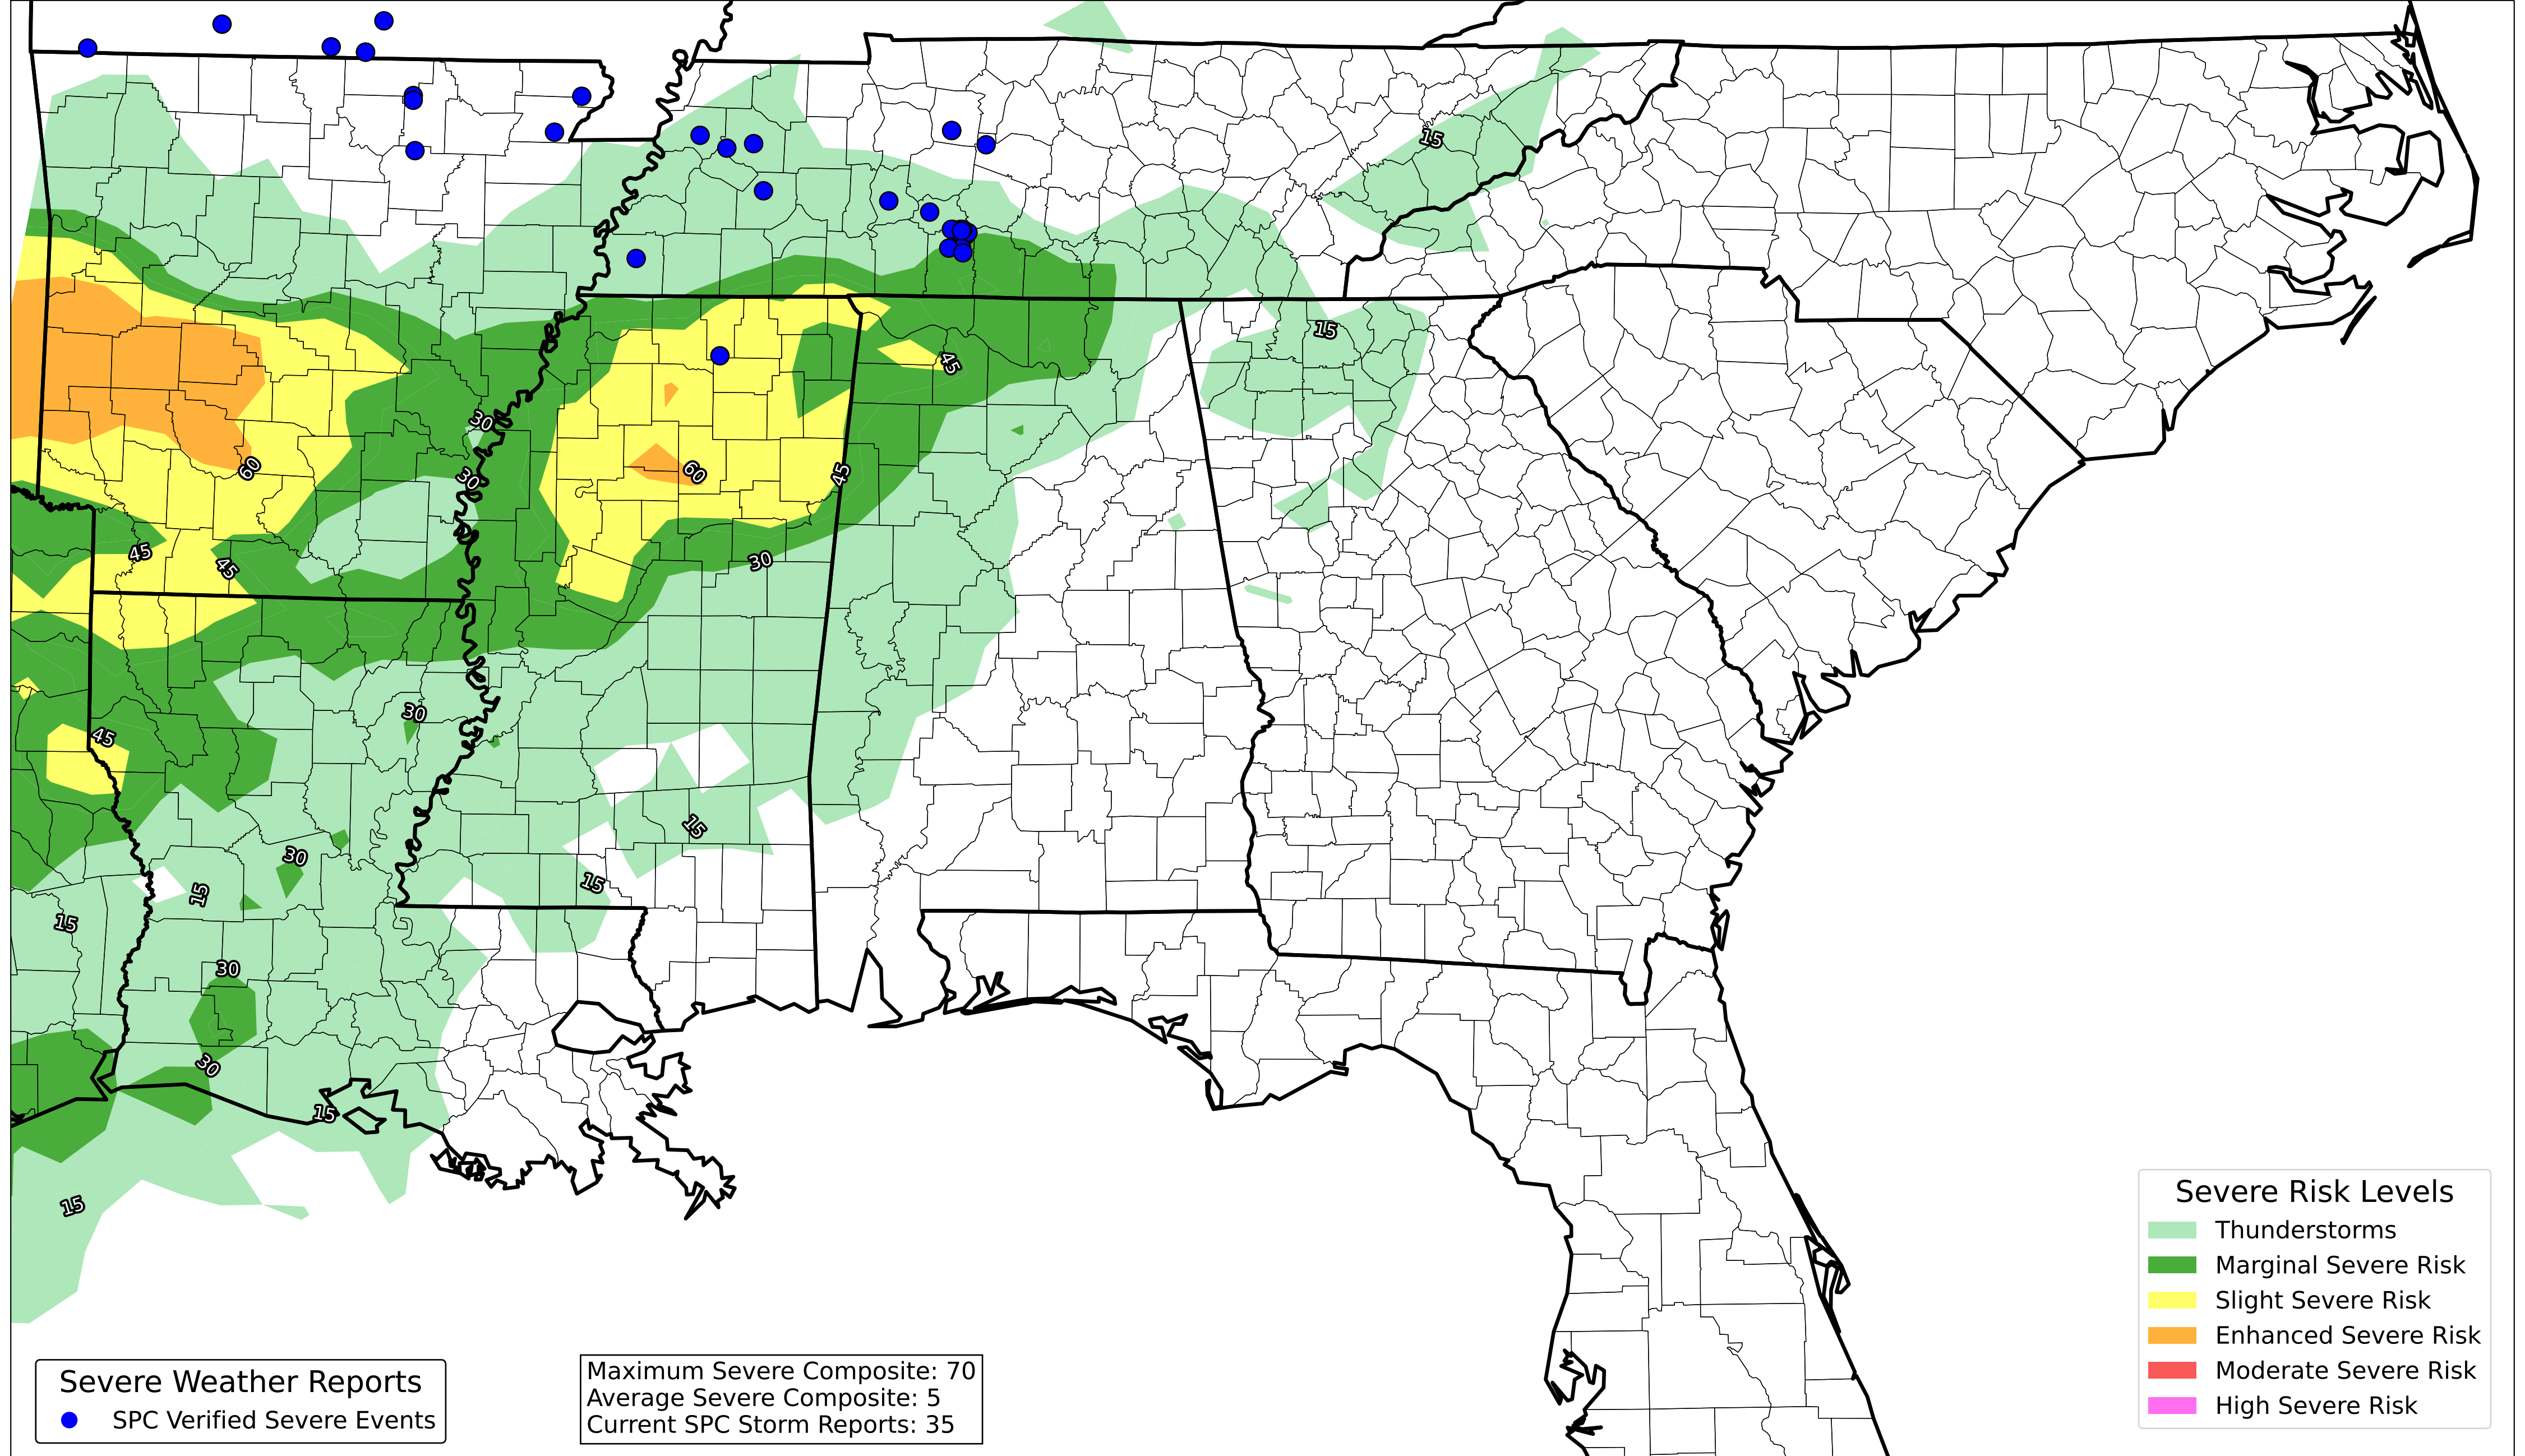 15
15
45
30
60
30
60
45
45
45
30
30
45
15
30
15
15
15
30
30
15
15
Severe Risk Levels
Thunderstorms
Marginal Severe Risk
Slight Severe Risk
Enhanced Severe Risk
Moderate Severe Risk
High Severe Risk
Severe Weather Reports
SPC Verified Severe Events
Maximum Severe Composite: 70
Average Severe Composite: 5
Current SPC Storm Reports: 35